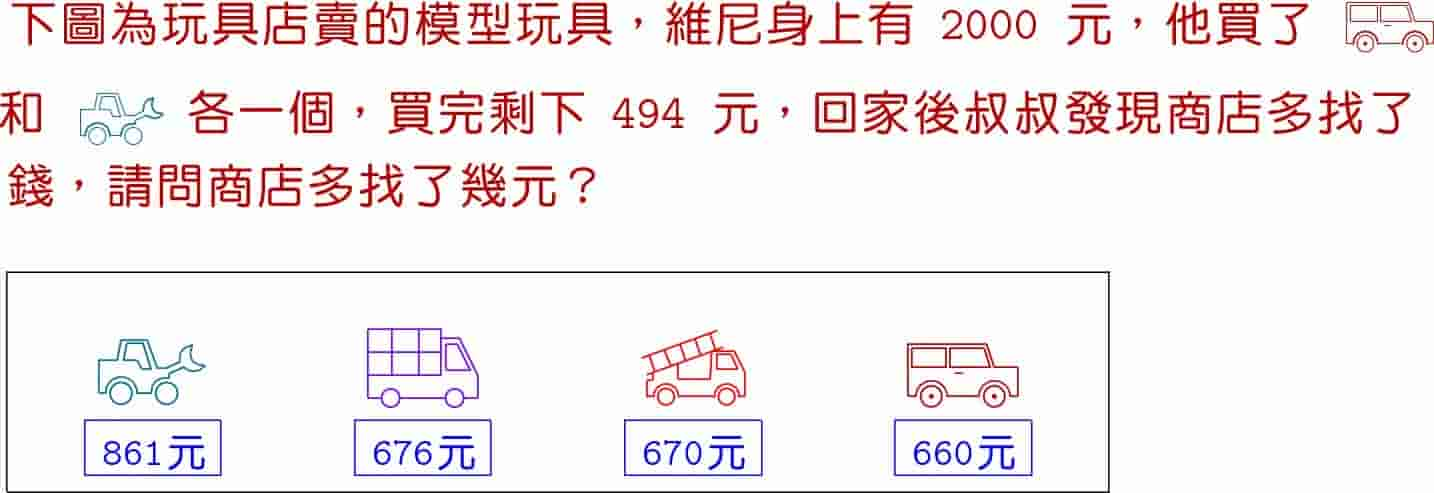 下圖為玩具店賣的模型玩具，維尼身上有 2000 元，他買了
和 各一個，買完剩下 494 元，回家後叔叔發現商店多找了
錢，請問商店多找了幾元？
861元 676元 670元 660元